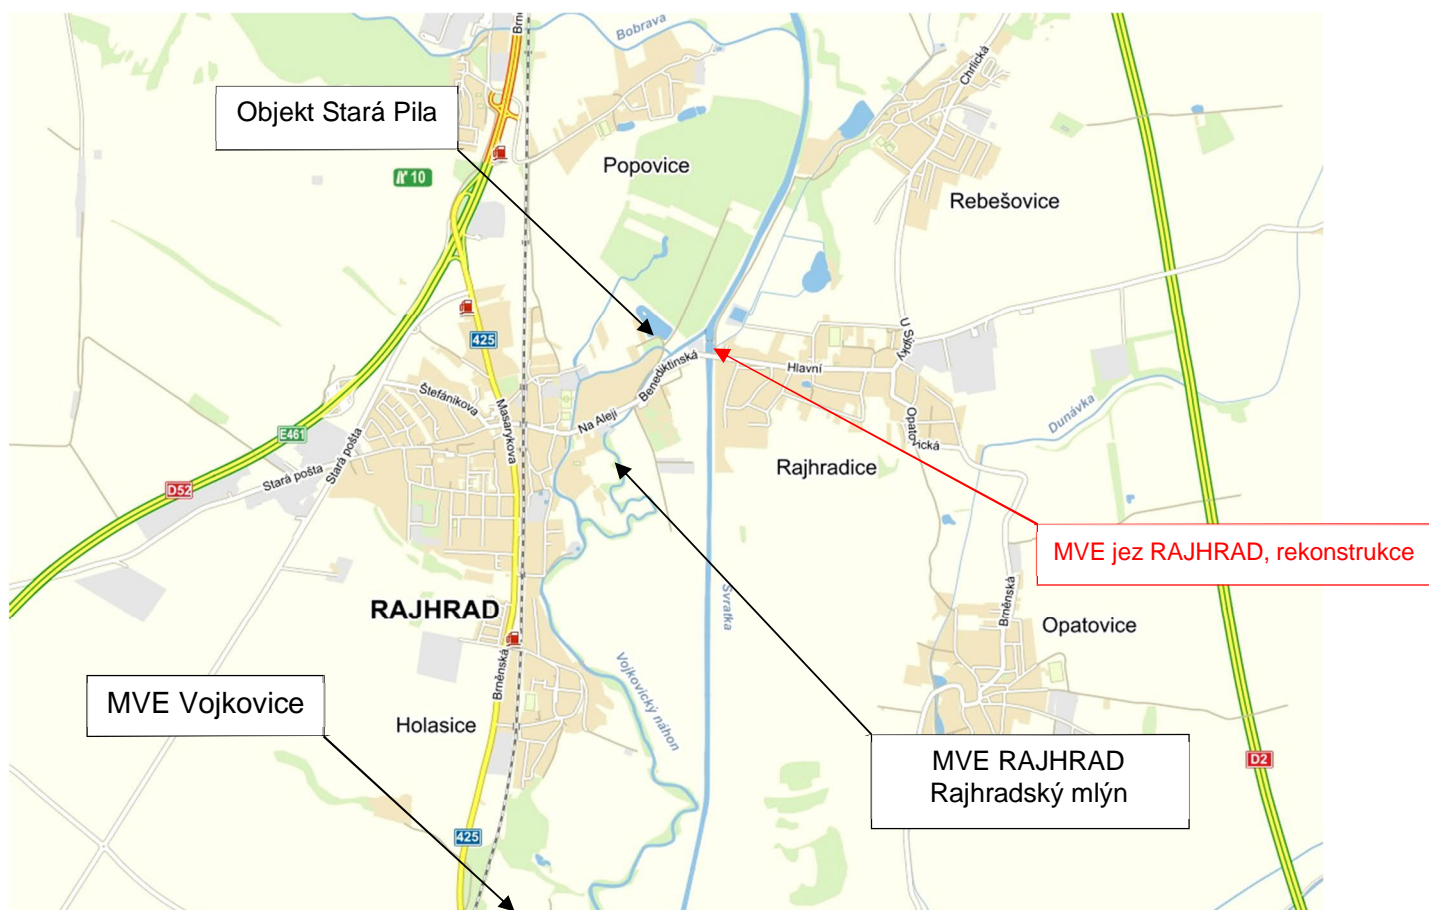 Brně
Bobrava
Chrlická
Objekt Stará Pila
Popovice
10
Rebešovice
425
U Sýpky
Benediktinská
Hlavní
Štefánikova
Masarykova
Na Aleji
Opatovická
Dunávka
E461
Stará pošta
Stará pošta
D52
Rajhradice
MVE jez RAJHRAD, rekonstrukce
RAJHRAD
Svratka
Brněnská
Opatovice
Brněnská
Vojkovický náhon
MVE Vojkovice
Holasice
MVE RAJHRAD
Rajhradský mlýn
D2
425